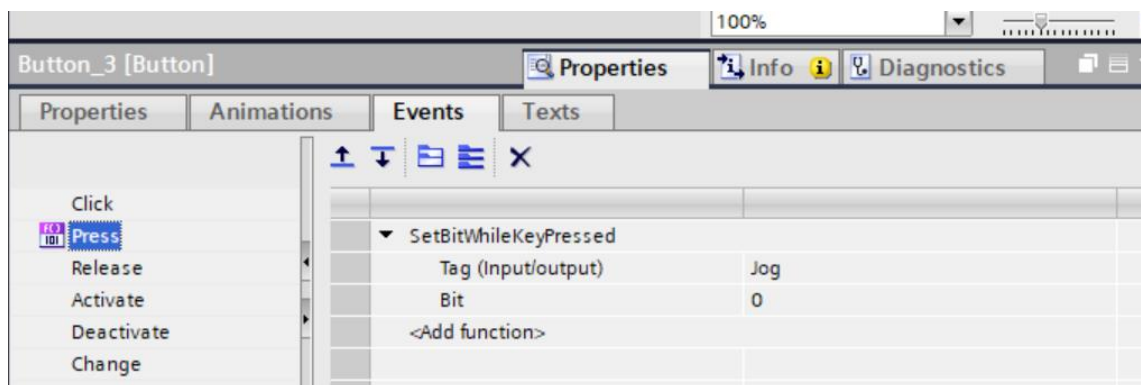 100%
Button_3 [Button]
Properties
Info
Diagnostics
Properties
Animations
Events
Texts
Click
Press
Release
Activate
Deactivate
Change
SetBitWhileKeyPressed
Tag (Input/output) Jog
Bit 0
<Add function>